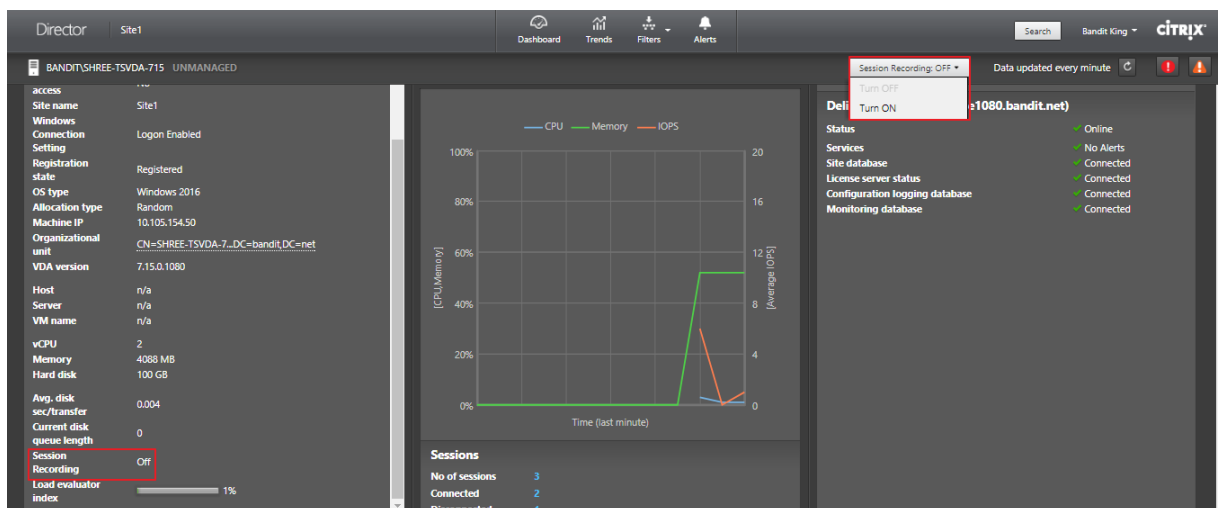 Director Site1 Dashboard Trends Filters Alerts Search Bandit King CİTRIX
BANDIT\SHREE-TSVDA-715 UNMANAGED Session Recording: OFF Data updated every minute
Turn OFF
Turn ON
access
Site name Site1
Windows
Connection Logon Enabled
Setting
Registration
state Registered
OS type Windows 2016
Allocation type Random
Machine IP 10.105.154.50
Organizational
unit CN=SHREE-TSVDA-7...DC=bandit,DC=net
VDA version 7.15.0.1080
Host n/a
Server n/a
VM name n/a
vCPU 2
Memory 4088 MB
Hard disk 100 GB
Avg. disk
sec/transfer 0.004
Current disk
queue length 0
Session
Recording Off
Load evaluator
index 1%
CPU Memory IOPS
100% 20
80% 16
60% 12
40% 8
20% 4
0% 0
[CPU,Memory]
[Average IOPS]
Time (last minute)
Sessions
No of sessions 3
Connected 2
Deli e1080.bandit.net)
Status Online
Services No Alerts
Site database Connected
License server status Connected
Configuration logging database Connected
Monitoring database Connected